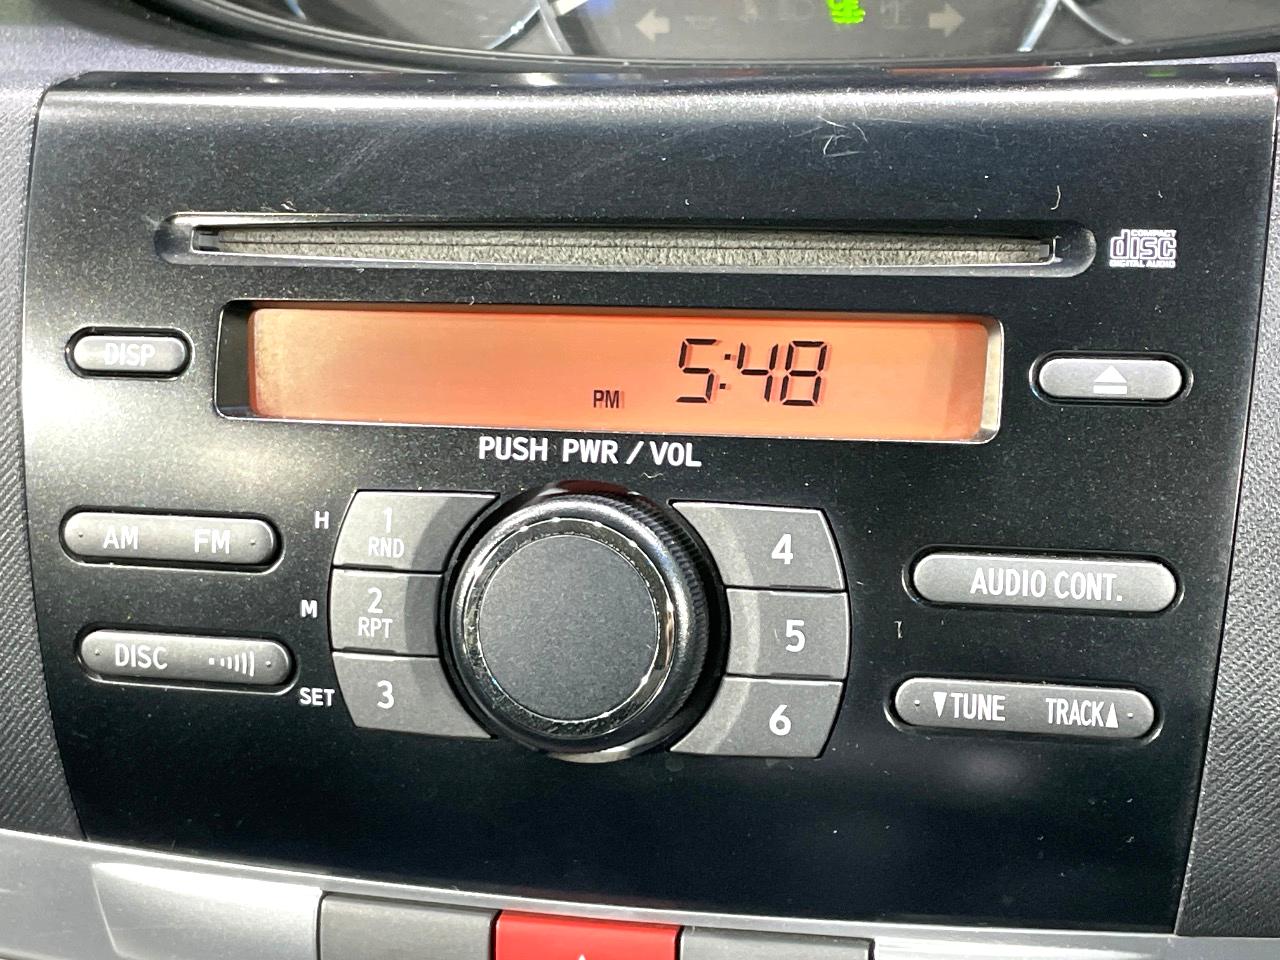 COMPACT
disc
DIGITAL AUDIO
DISP
PM 5:48
PUSH PWR / VOL
AM FM
H
1
RND
4
AUDIO CONT.
M
2
RPT
5
DISC
SET
3
6
▼TUNE TRACK▲